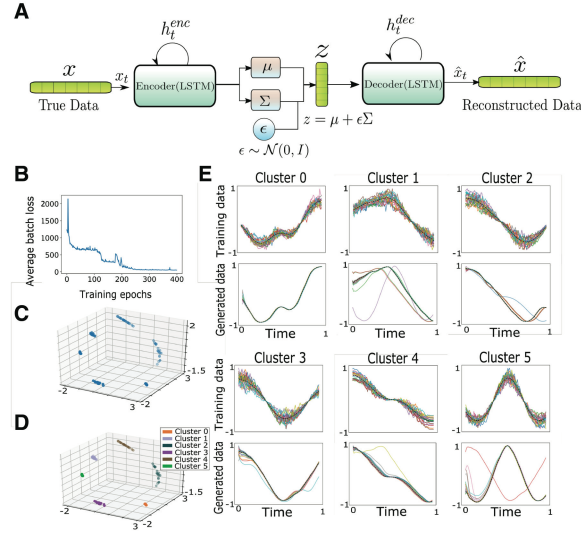 A
h_t^{enc}
h_t^{dec}
x
x_t
Encoder(LSTM)
μ
Σ
ϵ
z
Decoder(LSTM)
x̂_t
x̂
True Data
z = μ + ϵΣ
Reconstructed Data
ϵ ∼ N(0, I)
B
Average batch loss
2000
1500
1000
500
0
0 100 200 300 400
Training epochs
C
2
-1.5
-2
3
3
D
Cluster 0
Cluster 1
Cluster 2
Cluster 3
Cluster 4
Cluster 5
-1.5
-2
3
3
E
Cluster 0 Cluster 1 Cluster 2
Training data
1 1 1
-1 -1 -1
Generated data
1 1 1
-1 -1 -1
0 Time 1 0 Time 1 0 Time 1
Cluster 3 Cluster 4 Cluster 5
Training data
1 1 1
-1 -1 -1
Generated data
1 1 1
-1 -1 -1
0 Time 1 0 Time 1 0 Time 1